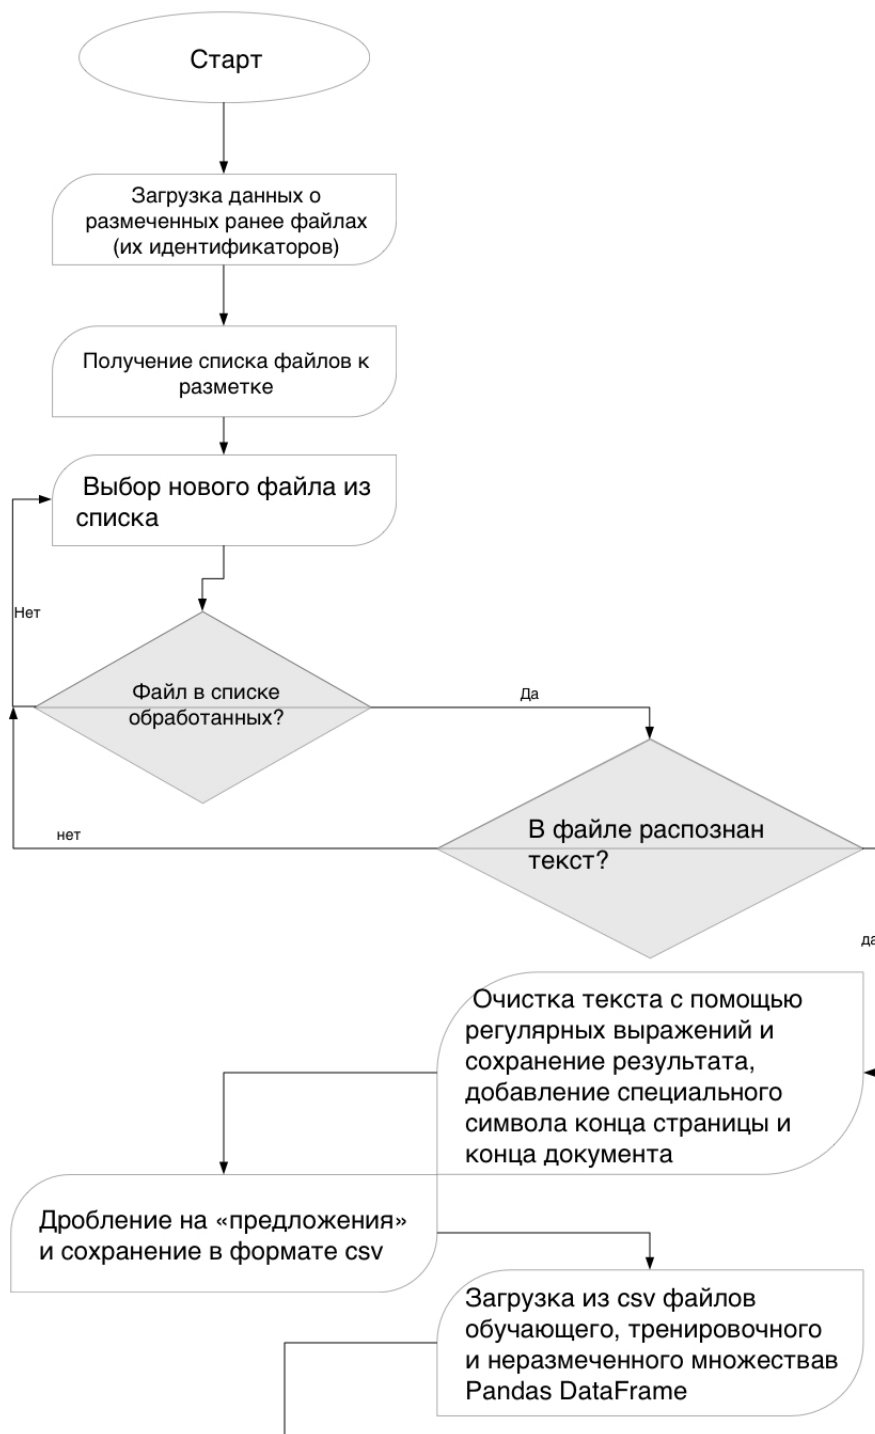 Старт
Загрузка данных о
размеченных ранее файлах
(их идентификаторов)
Получение списка файлов к
разметке
Выбор нового файла из
списка
Нет
Файл в списке
обработанных?
Да
нет
В файле распознан
текст?
да
Очистка текста с помощью
регулярных выражений и
сохранение результата,
добавление специального
символа конца страницы и
конца документа
Дробление на «предложения»
и сохранение в формате csv
Загрузка из csv файлов
обучающего, тренировочного
и неразмеченного множествав
Pandas DataFrame